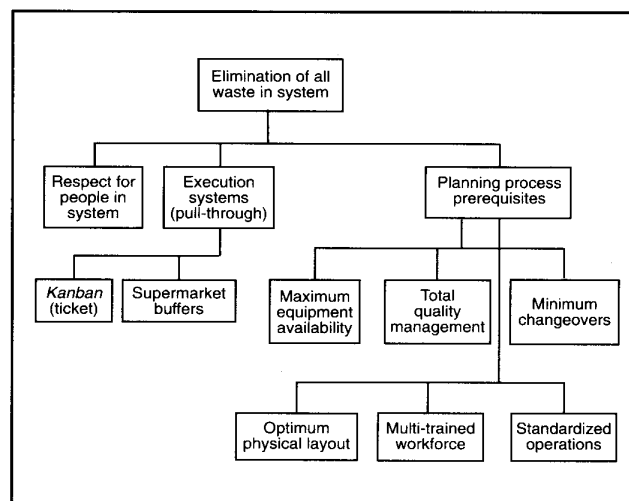 Elimination of all
waste in system
Respect for
people in
system
Execution
systems
(pull-through)
Planning process
prerequisites
Kanban
(ticket)
Supermarket
buffers
Maximum
equipment
availability
Total
quality
management
Minimum
changeovers
Optimum
physical layout
Multi-trained
workforce
Standardized
operations